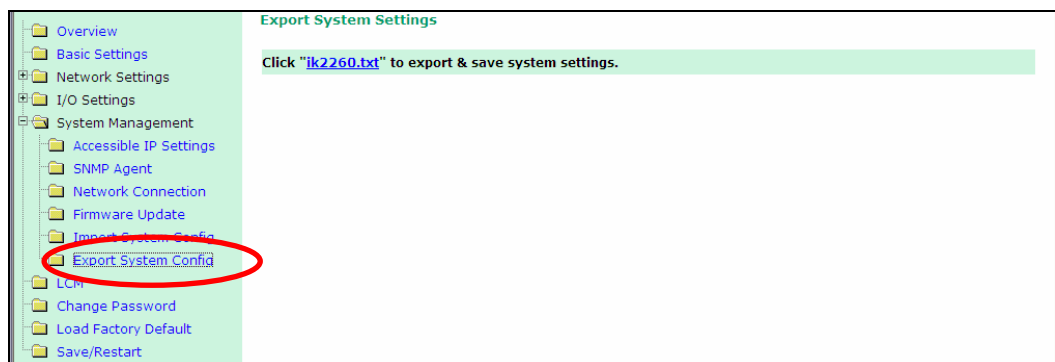 Overview
Basic Settings
Network Settings
I/O Settings
System Management
Accessible IP Settings
SNMP Agent
Network Connection
Firmware Update
Import System Config
Export System Config
LCM
Change Password
Load Factory Default
Save/Restart
Export System Settings
Click "ik2260.txt" to export & save system settings.